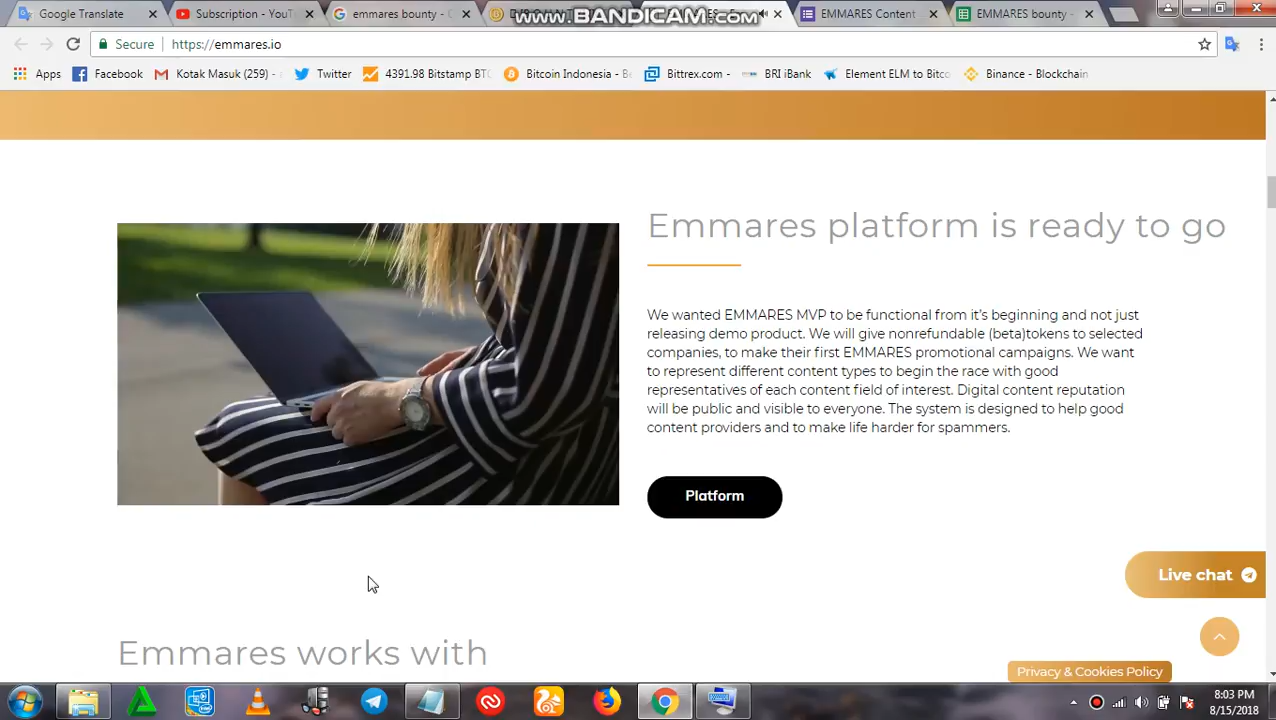 Google Translate
Subscription - YouTu
emmares bounty - G
www.BANDICAM.com
EMMARES Content
EMMARES bounty -
Secure
https://emmares.io
Apps
Facebook
Kotak Masuk (259) -
Twitter
4391.98 Bitstamp BTC
Bitcoin Indonesia - Be
Bittrex.com -
BRI iBank
Element ELM to Bitco
Binance - Blockchain
Emmares platform is ready to go
We wanted EMMARES MVP to be functional from it's beginning and not just
releasing demo product. We will give nonrefundable (beta)tokens to selected
companies, to make their first EMMARES promotional campaigns. We want
to represent different content types to begin the race with good
representatives of each content field of interest. Digital content reputation
will be public and visible to everyone. The system is designed to help good
content providers and to make life harder for spammers.
Platform
Live chat
Emmares works with
Privacy & Cookies Policy
8:03 PM
8/15/2018